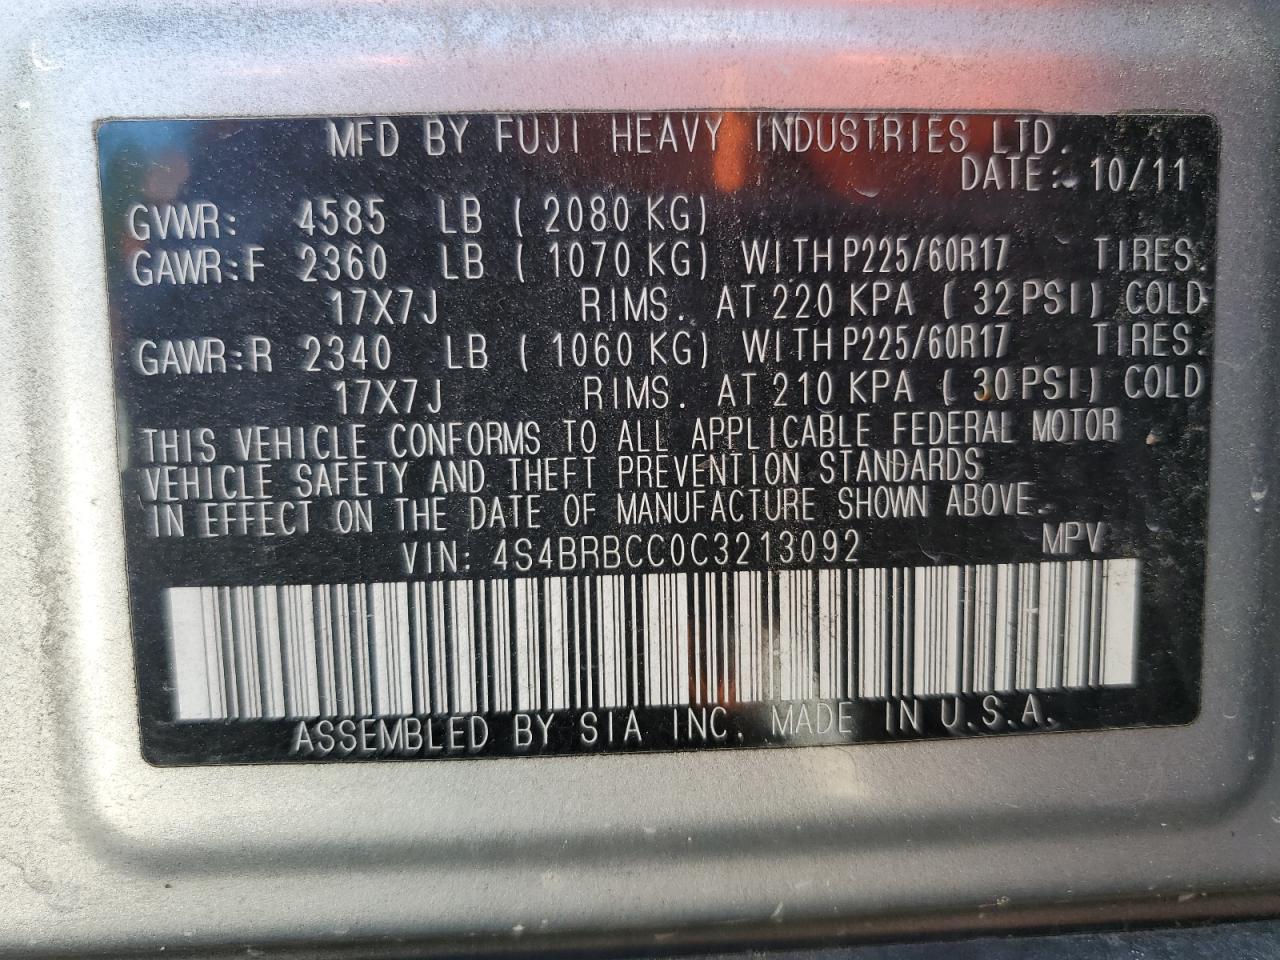 MFD BY FUJI HEAVY INDUSTRIES LTD.
DATE: 10/11
GVWR: 4585 LB ( 2080 KG)
GAWR:F 2360 LB ( 1070 KG) WITH P225/60R17 TIRES.
17X7J RIMS. AT 220 KPA ( 32 PSI) COLD
GAWR:R 2340 LB ( 1060 KG) WITH P225/60R17 TIRES.
17X7J RIMS. AT 210 KPA ( 30 PSI) COLD
THIS VEHICLE CONFORMS TO ALL APPLICABLE FEDERAL MOTOR
VEHICLE SAFETY AND THEFT PREVENTION STANDARDS
IN EFFECT ON THE DATE OF MANUFACTURE SHOWN ABOVE.
VIN: 4S4BRBCC0C3213092 MPV
ASSEMBLED BY SIA INC. MADE IN U.S.A.